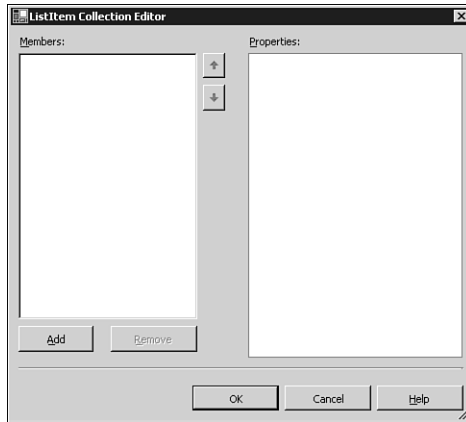 ListItem Collection Editor
Members:
Properties:
Add
Remove
OK
Cancel
Help